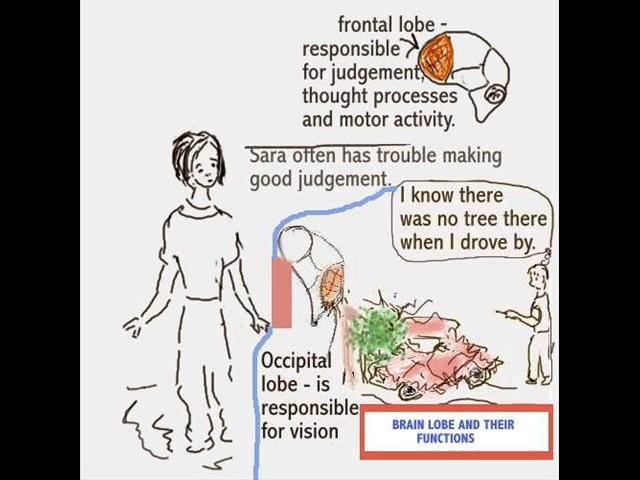 frontal lobe -
responsible
for judgement,
thought processes
and motor activity.
Sara often has trouble making
good judgement.
I know there
was no tree there
when I drove by.
Occipital
lobe - is
responsible
for vision
BRAIN LOBE AND THEIR
FUNCTIONS